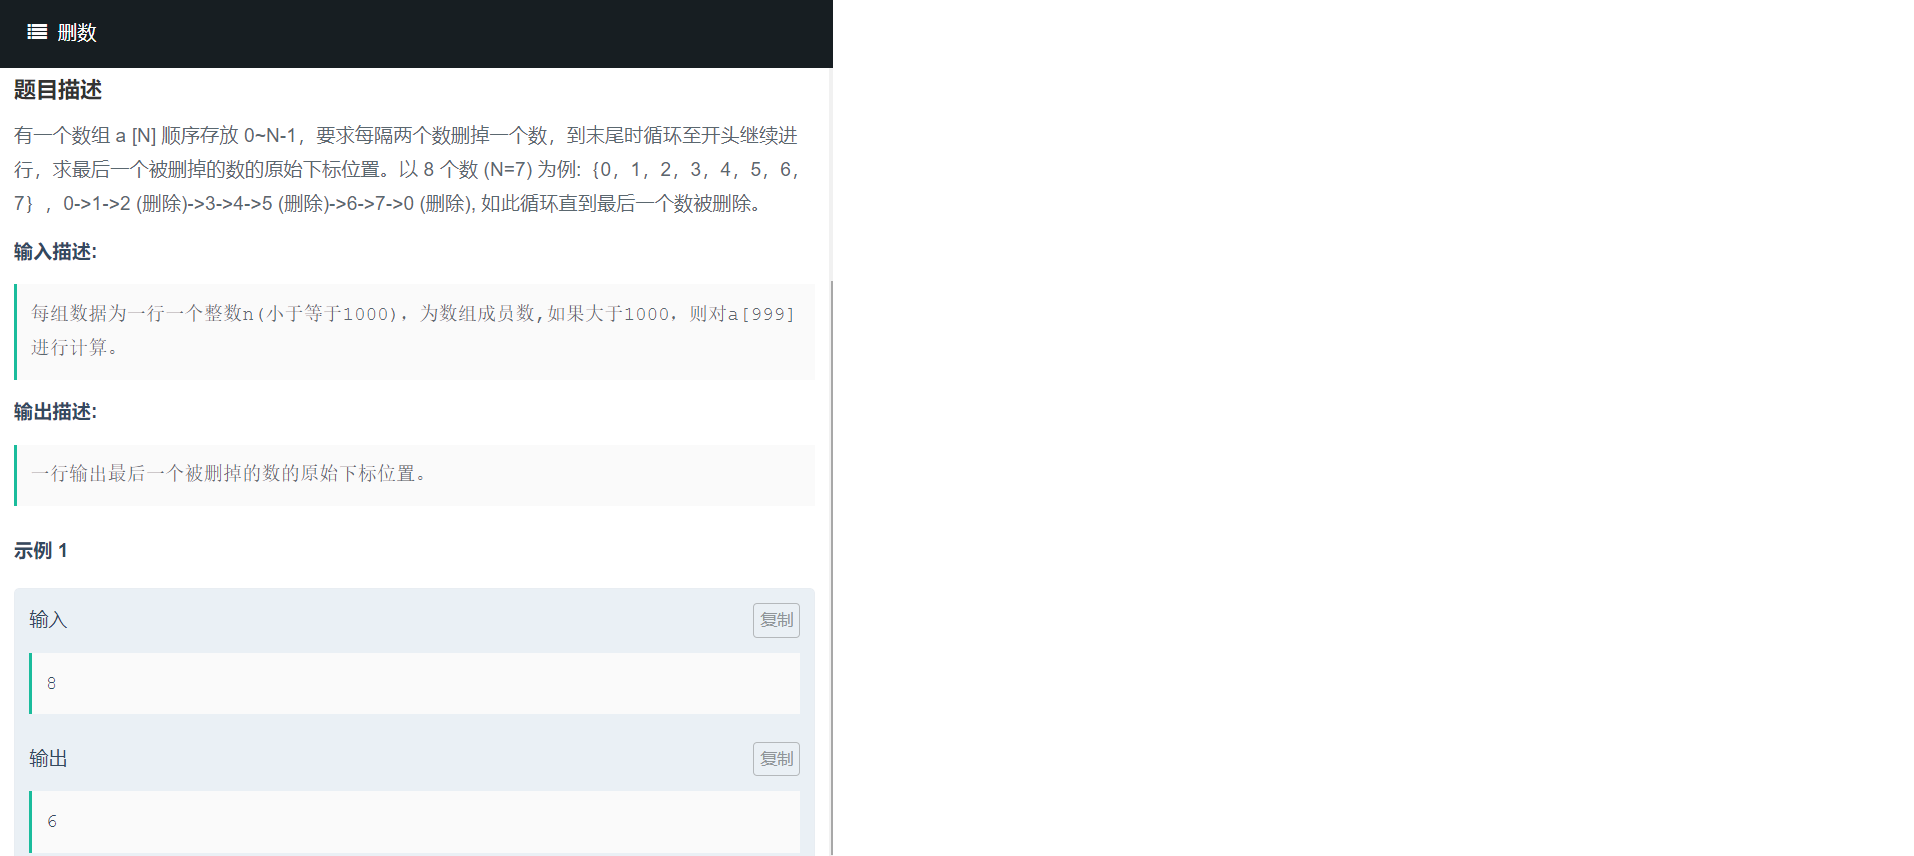 删数
题目描述
有一个数组 a [N] 顺序存放 0~N-1，要求每隔两个数删掉一个数，到末尾时循环至开头继续进
行，求最后一个被删掉的数的原始下标位置。以 8 个数 (N=7) 为例:｛0，1，2，3，4，5，6，
7｝，0->1->2 (删除)->3->4->5 (删除)->6->7->0 (删除), 如此循环直到最后一个数被删除。
输入描述:
每组数据为一行一个整数n(小于等于1000)，为数组成员数,如果大于1000，则对a[999]
进行计算。
输出描述:
一行输出最后一个被删掉的数的原始下标位置。
示例 1
输入
复制
8
输出
复制
6